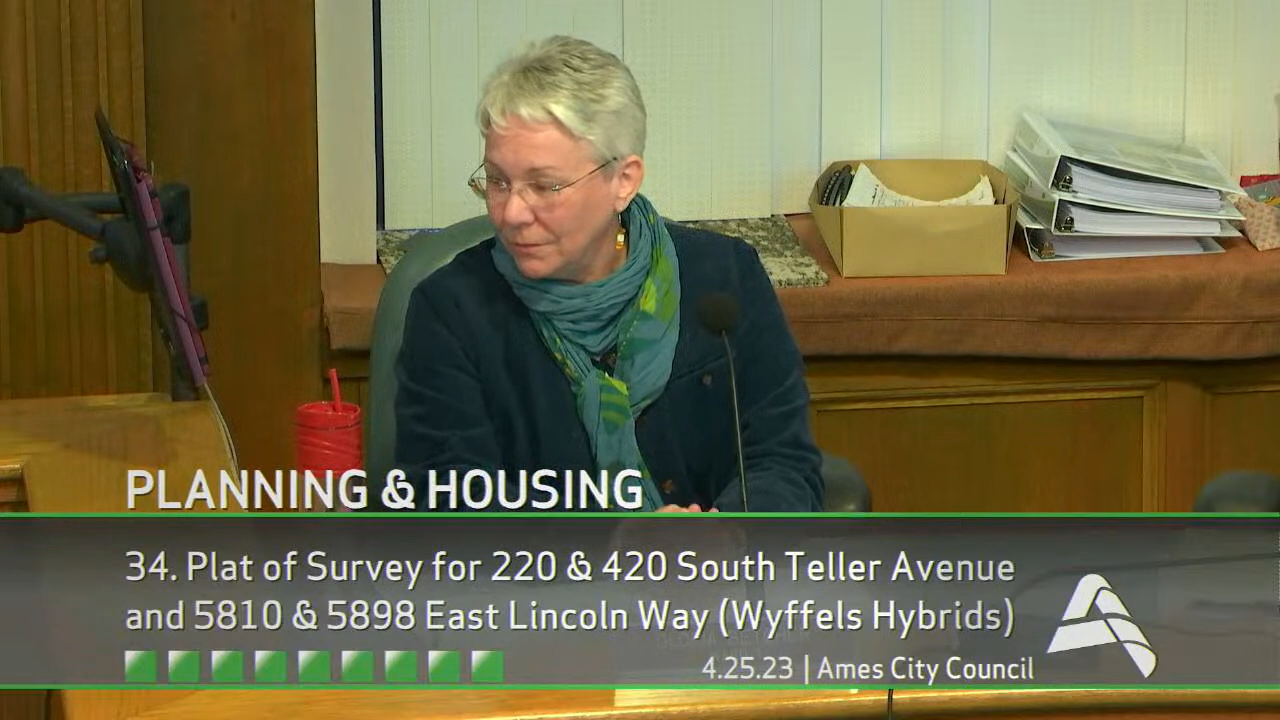 PLANNING & HOUSING
34. Plat of Survey for 220 & 420 South Teller Avenue
and 5810 & 5898 East Lincoln Way (Wyffels Hybrids)
4.25.23 | Ames City Council